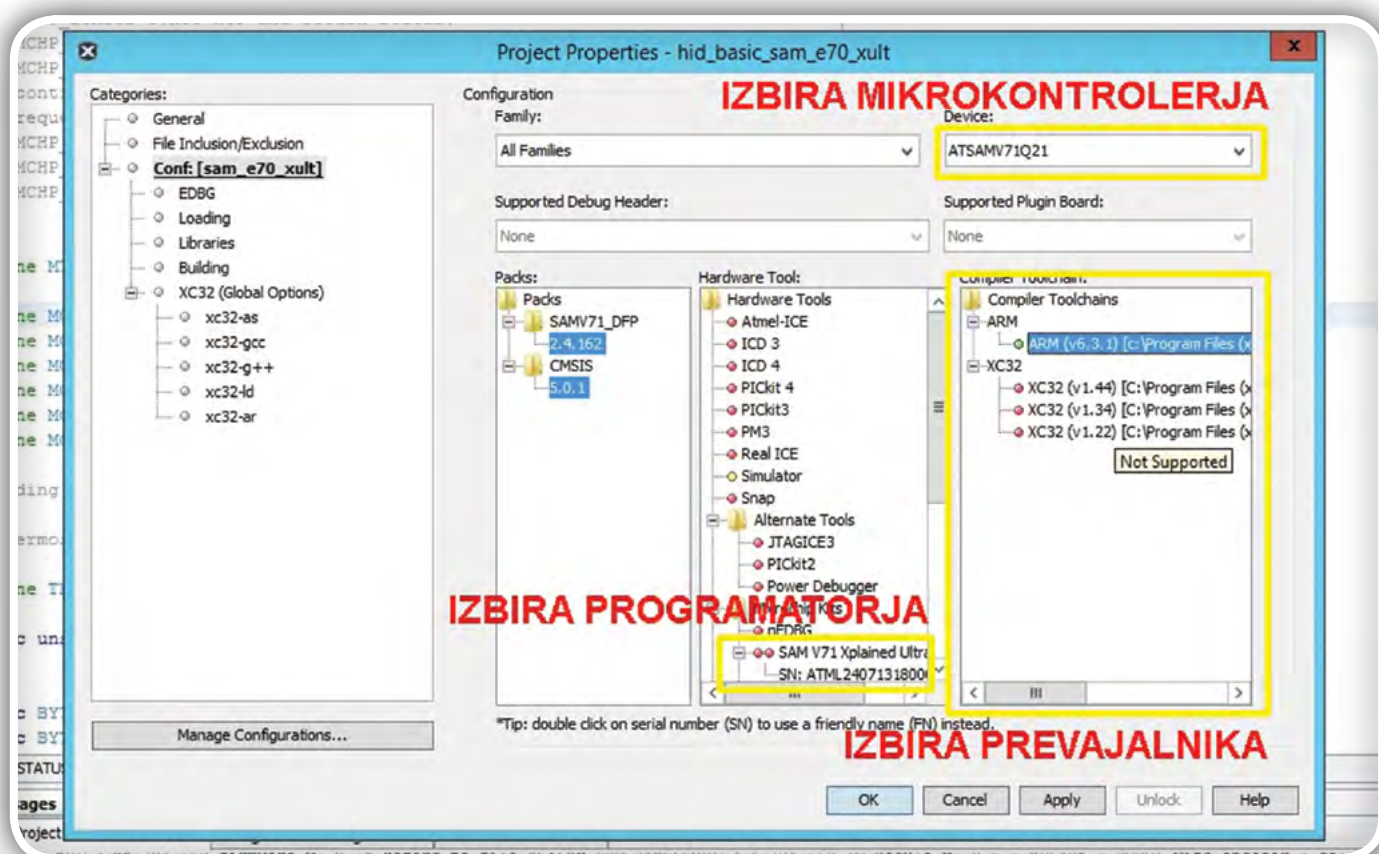 Project Properties - hid_basic_sam_e70_xult
x
IZBIRA MIKROKONTROLERJA
Categories:
General
File Inclusion/Exclusion
Conf: [sam_e70_xult]
EDBG
Loading
Libraries
Building
XC32 (Global Options)
xc32-as
xc32-gcc
xc32-g++
xc32-ld
xc32-ar
Manage Configurations...
Configuration
Family:
All Families
Device:
ATSAMV71Q21
Supported Debug Header:
None
Supported Plugin Board:
None
Packs:
Packs
SAMV71_DFP
2.4.162
CMSIS
5.0.1
Hardware Tool:
Hardware Tools
Atmel-ICE
ICD 3
ICD 4
PICkit 4
PICkit3
PM3
Real ICE
Simulator
Snap
Alternate Tools
JTAGICE3
PICkit2
Power Debugger
IZBIRA PROGRAMATORJA
Kits
nEDBG
SAM V71 Xplained Ultra
SN: ATML240713180
Compiler Toolchain:
Compiler Toolchains
ARM
ARM (v6.3.1) [c:\Program Files (x
XC32
XC32 (v1.44) [C:\Program Files (x
XC32 (v1.34) [C:\Program Files (x
XC32 (v1.22) [C:\Program Files (x
Not Supported
*Tip: double click on serial number (SN) to use a friendly name (FN) instead.
IZBIRA PREVAJALNIKA
OK
Cancel
Apply
Unlock
Help